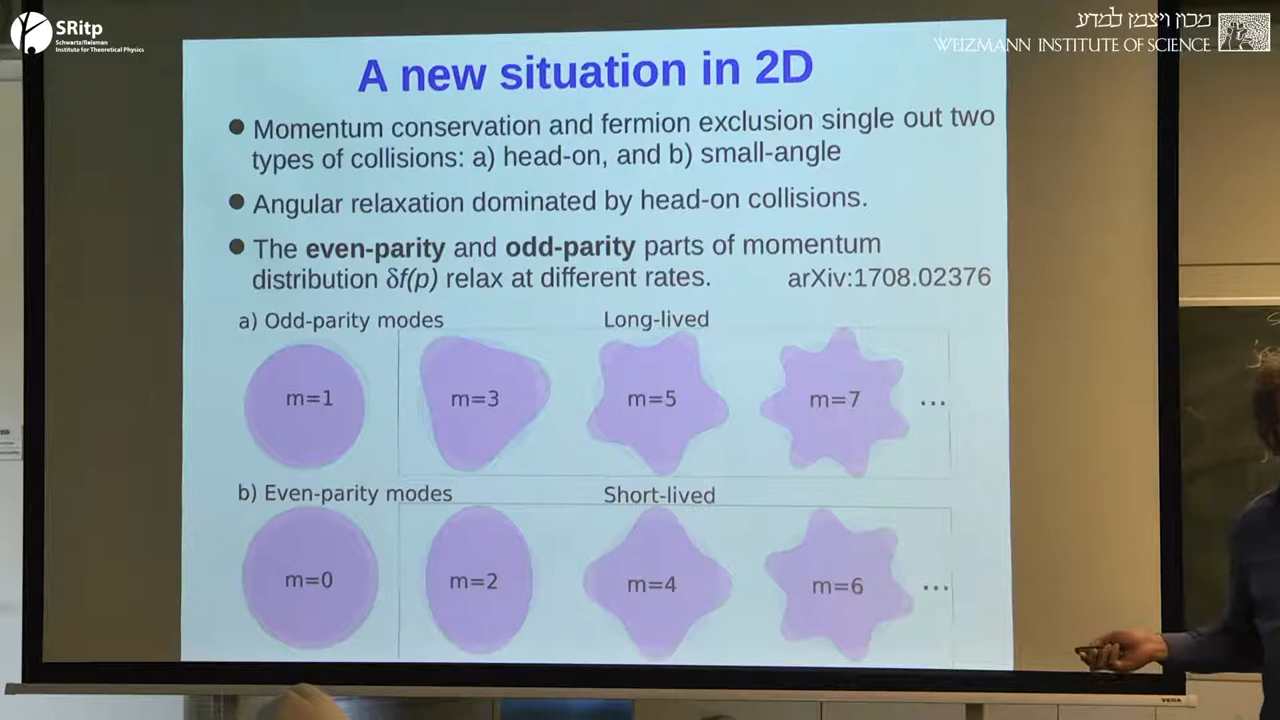 SRitp
Schwartz/Reisman
Institute for Theoretical Physics
מכון ויצמן למדע
WEIZMANN INSTITUTE OF SCIENCE
A new situation in 2D
● Momentum conservation and fermion exclusion single out two
types of collisions: a) head-on, and b) small-angle
● Angular relaxation dominated by head-on collisions.
● The even-parity and odd-parity parts of momentum
distribution δf(p) relax at different rates. arXiv:1708.02376
a) Odd-parity modes Long-lived
m=1 m=3 m=5 m=7 ...
b) Even-parity modes Short-lived
m=0 m=2 m=4 m=6 ...
VEGA